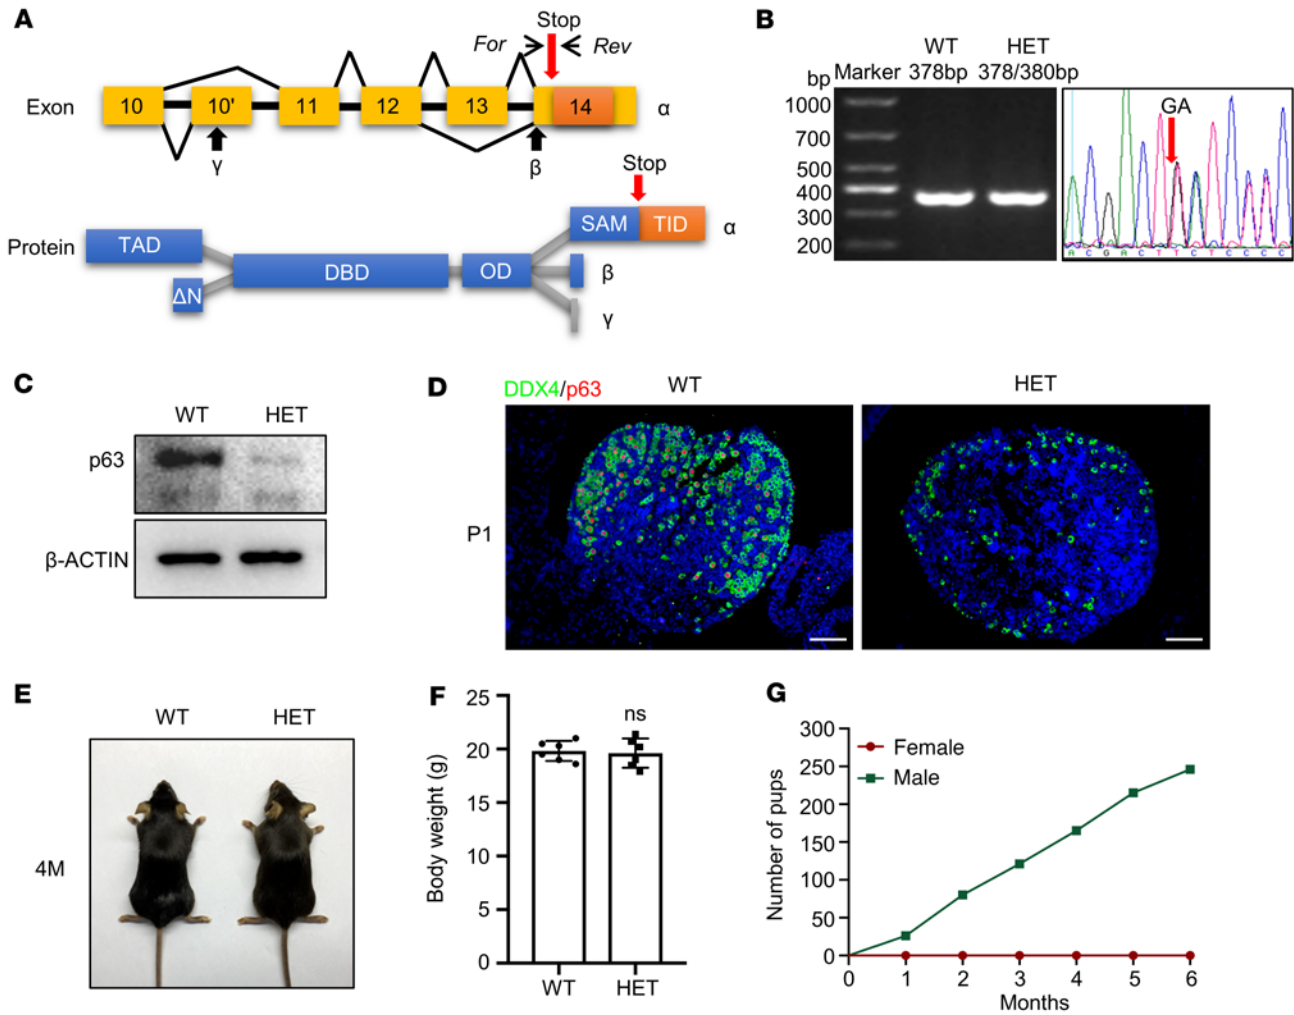 A
Stop
For
Rev
Exon
10
10'
11
12
13
14
α
γ
β
Stop
Protein
TAD
ΔN
DBD
OD
SAM
TID
α
β
γ
B
WT
HET
bp
Marker
378bp
378/380bp
1000
700
500
400
300
200
GA
A C G A C T T C T C C C C
C
WT
HET
p63
β-ACTIN
D
DDX4/p63
WT
HET
P1
E
WT
HET
4M
F
Body weight (g)
25
20
15
10
5
0
ns
WT
HET
G
Number of pups
300
250
200
150
100
50
0
Female
Male
0 1 2 3 4 5 6
Months